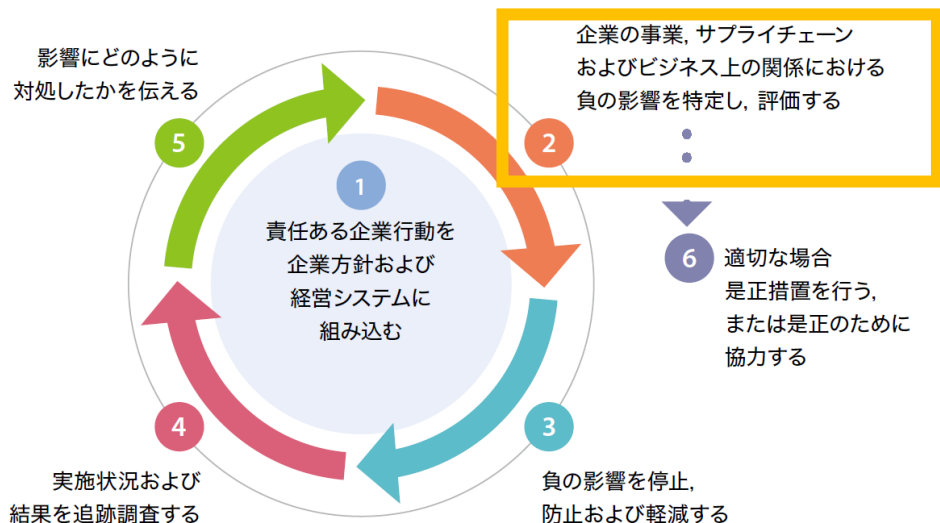 1
責任ある企業行動を
企業方針および
経営システムに
組み込む
2
企業の事業, サプライチェーン
およびビジネス上の関係における
負の影響を特定し, 評価する
3
負の影響を停止,
防止および軽減する
4
実施状況および
結果を追跡調査する
5
影響にどのように
対処したかを伝える
6
適切な場合
是正措置を行う,
または是正のために
協力する